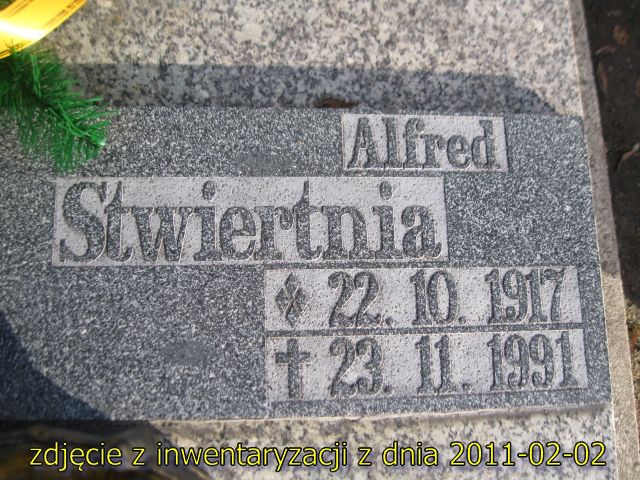 Alfred
Stwiertnia
22. 10. 1917
✝ 23. 11. 1991
zdjęcie z inwentaryzacji z dnia 2011-02-02